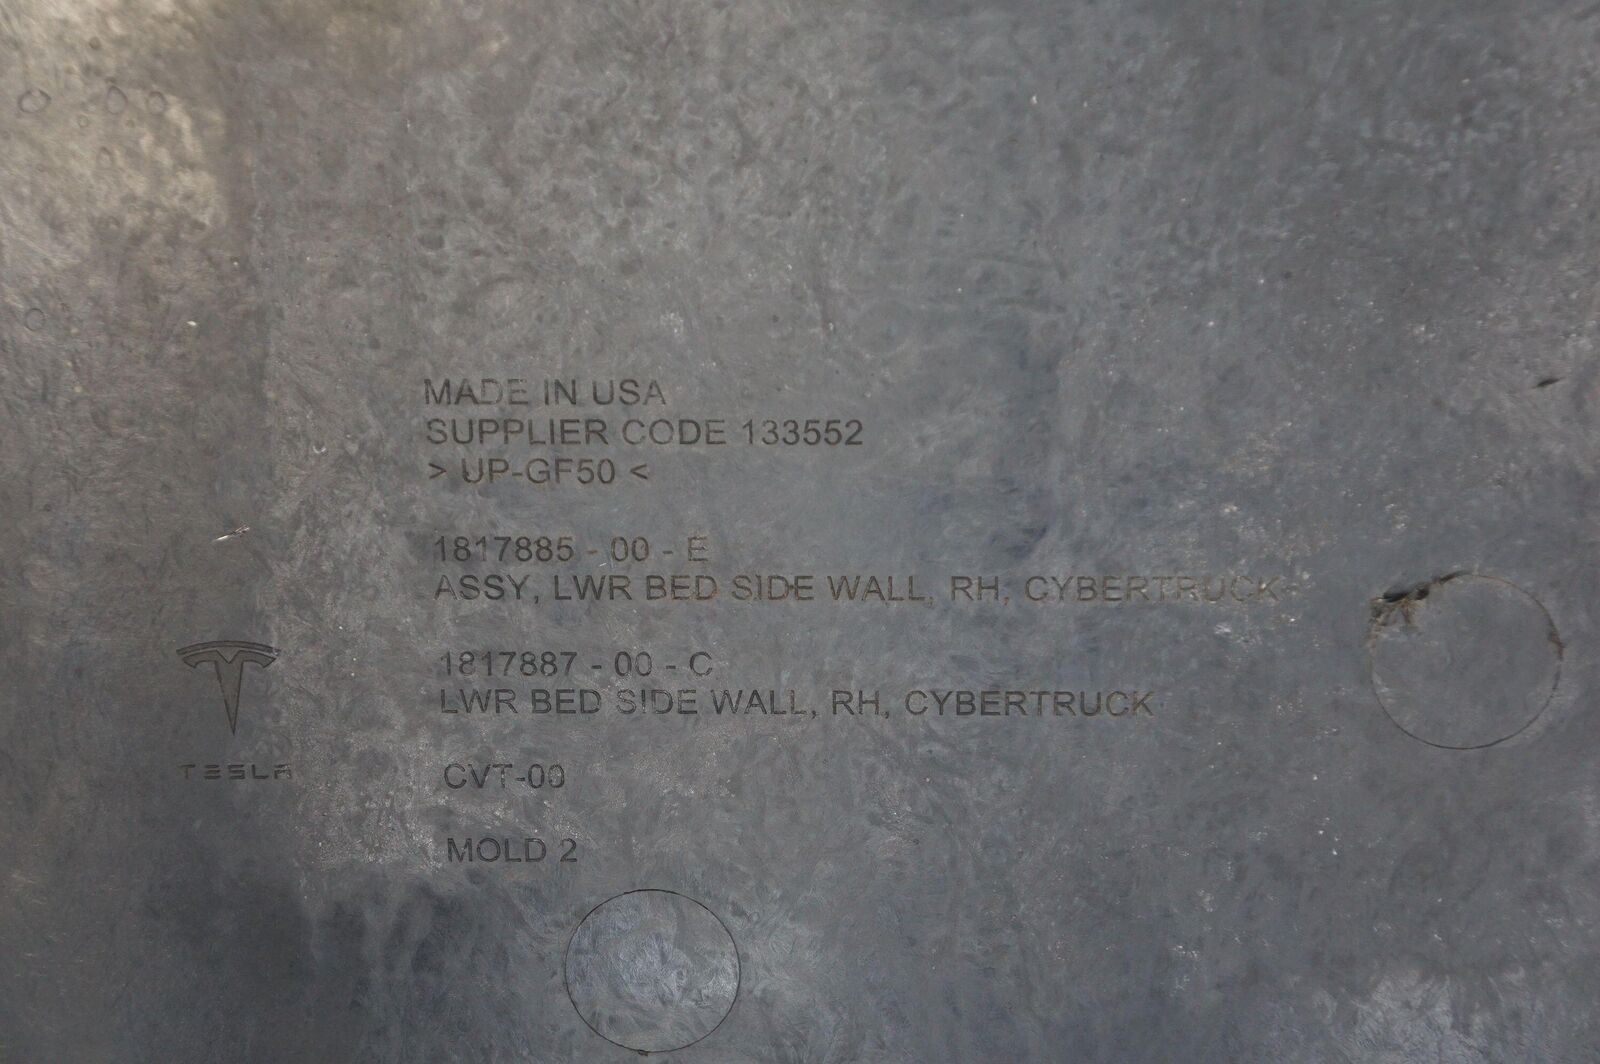 MADE IN USA
SUPPLIER CODE 133552
> UP-GF50 <
1817885 - 00 - E
ASSY, LWR BED SIDE WALL, RH, CYBERTRUCK
1817887 - 00 - C
LWR BED SIDE WALL, RH, CYBERTRUCK
TESLA
CVT-00
MOLD 2